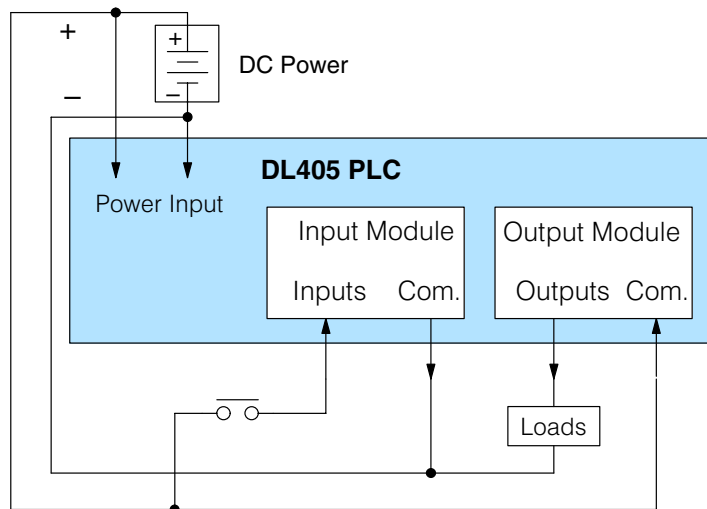 +
+
DC Power
−
−
DL405 PLC
Power Input
Input Module
Output Module
Inputs Com.
Outputs Com.
Loads